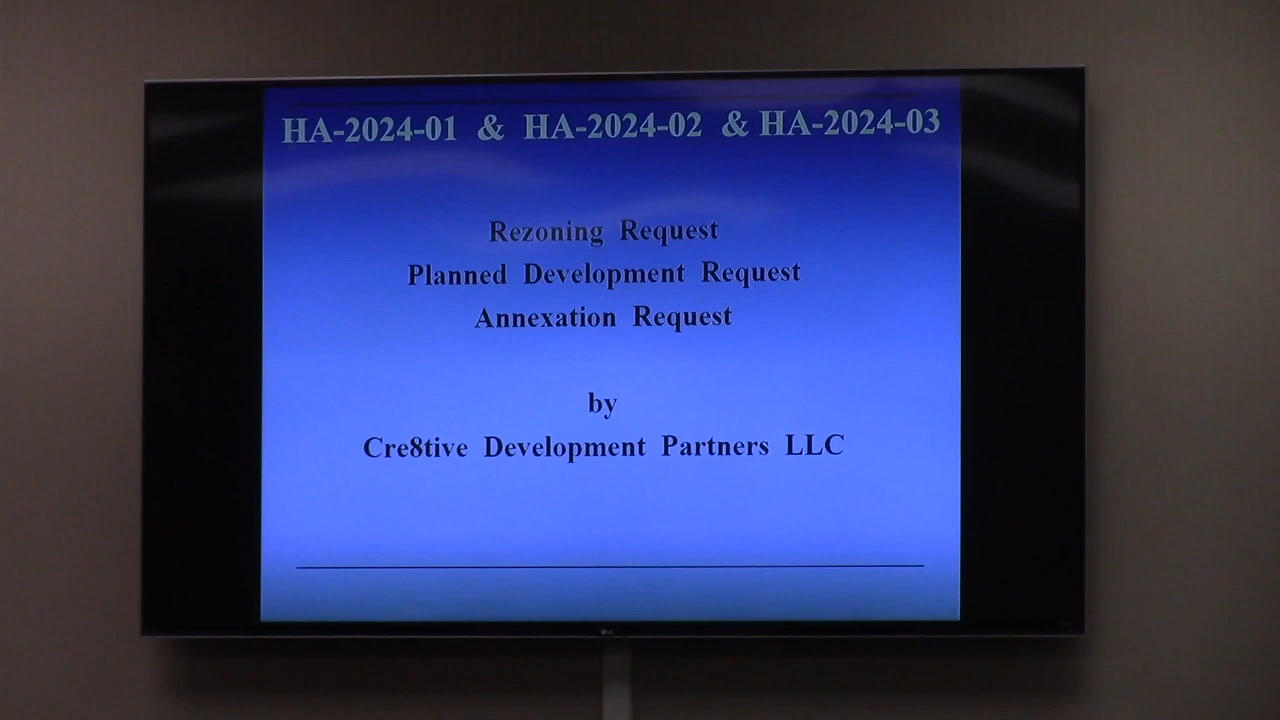 HA-2024-01 & HA-2024-02 & HA-2024-03
Rezoning Request
Planned Development Request
Annexation Request
by
Cre8tive Development Partners LLC
LG